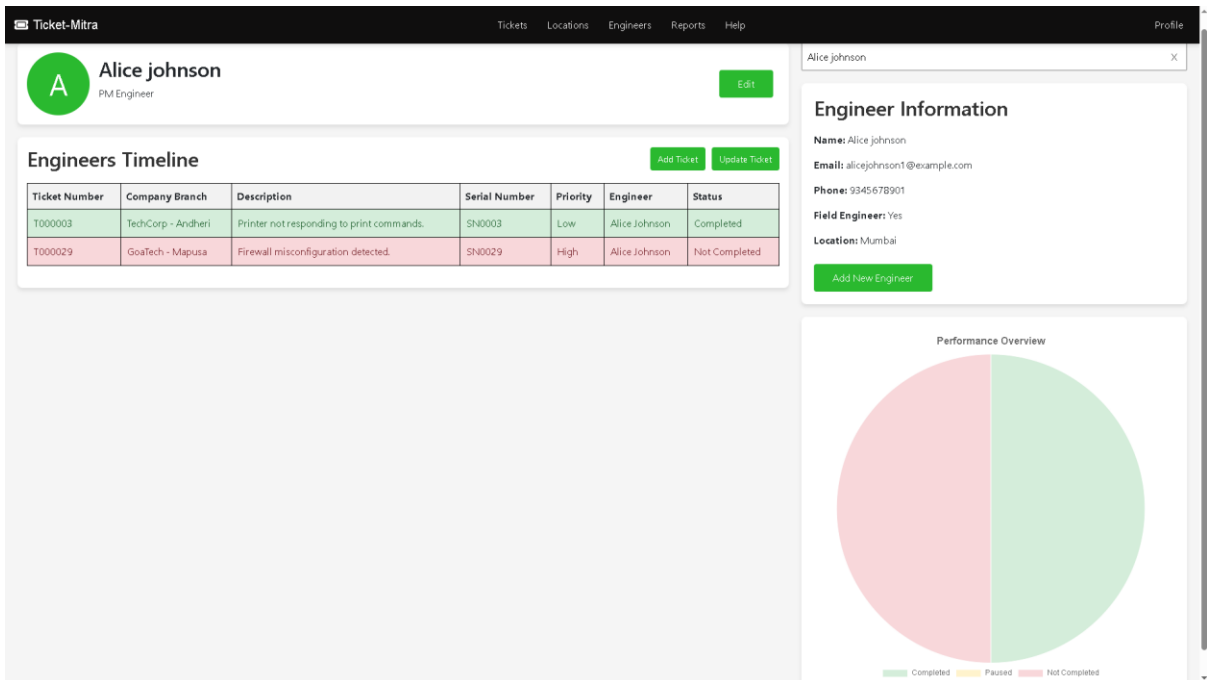 Ticket-Mitra Tickets Locations Engineers Reports Help Profile
A
Alice johnson
PM Engineer
Edit
Engineers Timeline
Add Ticket Update Ticket
Ticket Number Company Branch Description Serial Number Priority Engineer Status
T000003 TechCorp - Andheri Printer not responding to print commands. SN0003 Low Alice Johnson Completed
T000029 GoaTech - Mapusa Firewall misconfiguration detected. SN0029 High Alice Johnson Not Completed
Alice johnson X
Engineer Information
Name: Alice johnson
Email: alicejohnson1@example.com
Phone: 9345678901
Field Engineer: Yes
Location: Mumbai
Add New Engineer
Performance Overview
Completed Paused Not Completed